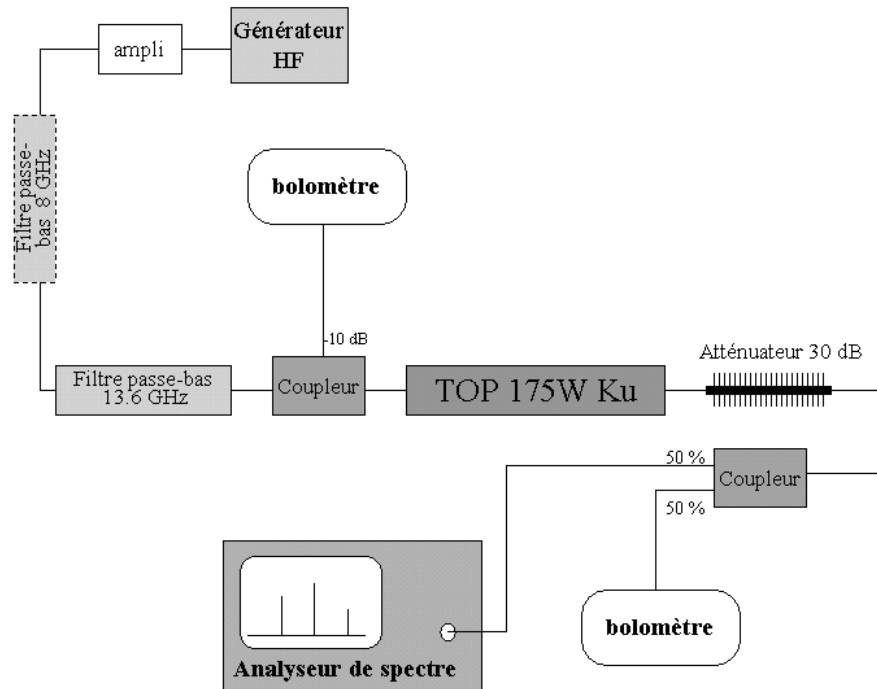 Générateur
HF
ampli
Filtre passe-
bas 8 GHz
bolomètre
-10 dB
Atténuateur 30 dB
Filtre passe-bas
13.6 GHz
Coupleur
TOP 175W Ku
50 %
Coupleur
50 %
bolomètre
Analyseur de spectre